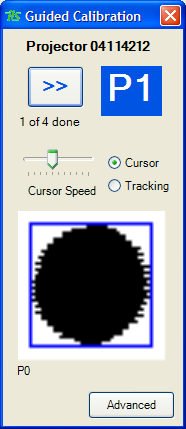 Guided Calibration
Projector 04114212
>>
P1
1 of 4 done
Cursor
Cursor Speed
Tracking
P0
Advanced